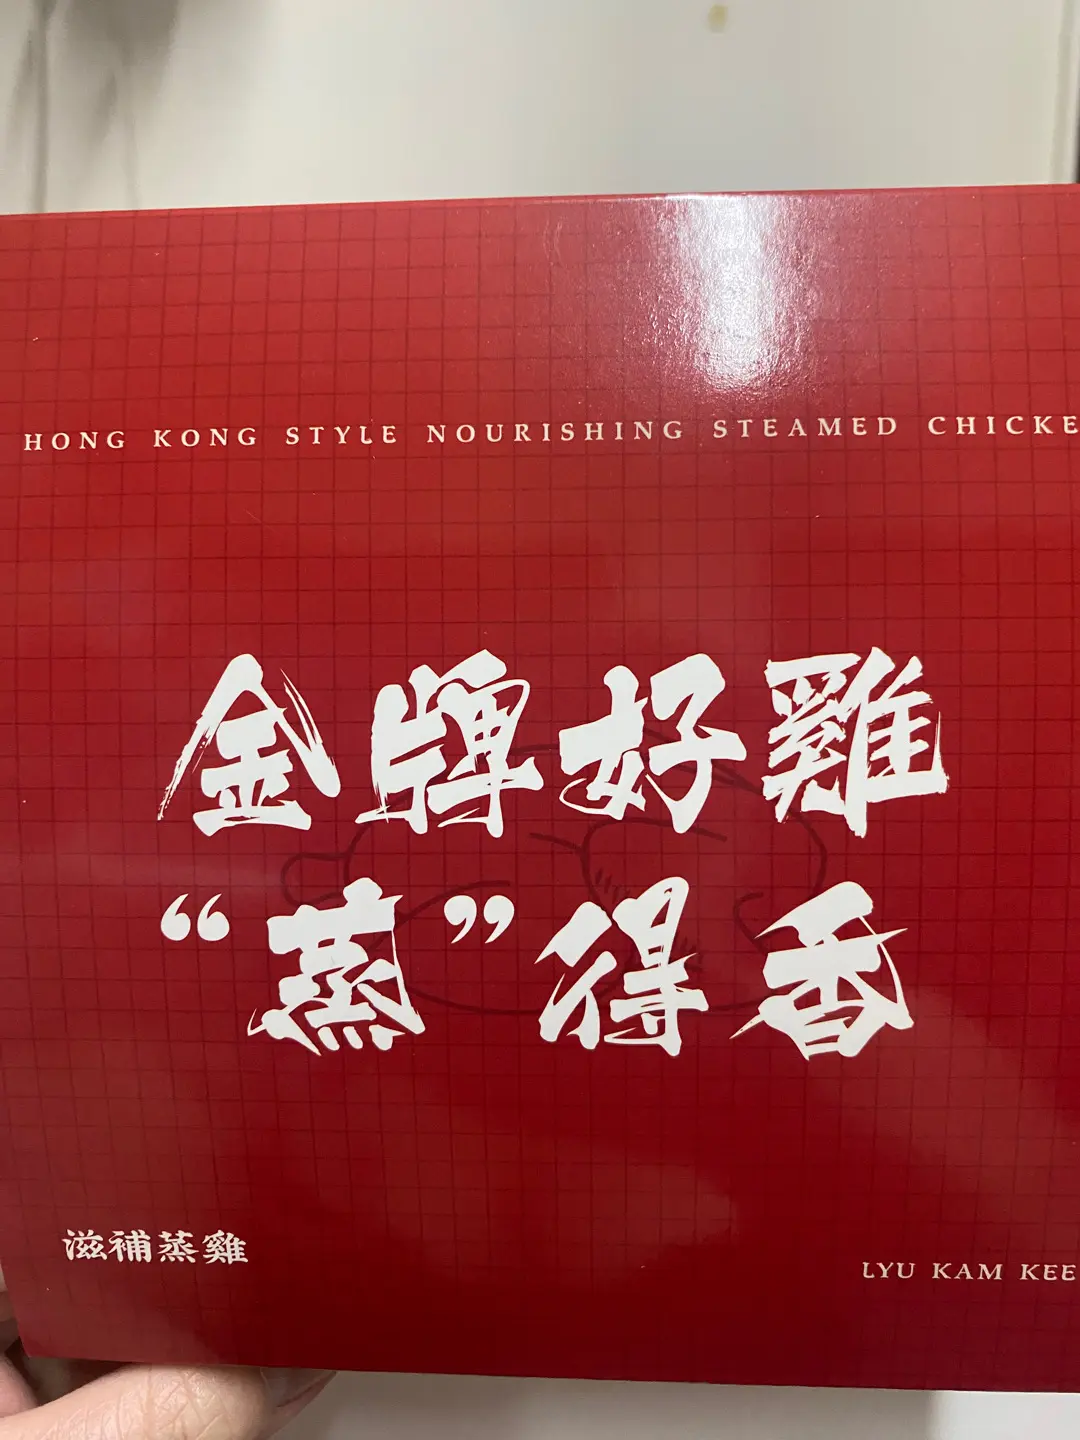 HONG KONG STYLE NOURISHING STEAMED CHICKE
金牌好雞
“蒸”得香
滋補蒸雞
LYU KAM KEE